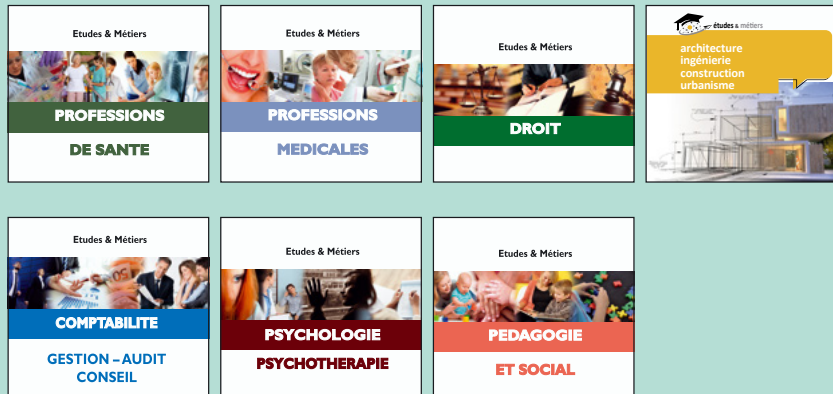 Etudes & Métiers
PROFESSIONS
DE SANTE
Etudes & Métiers
PROFESSIONS
MEDICALES
Etudes & Métiers
DROIT
études & métiers
architecture
ingénierie
construction
urbanisme
Etudes & Métiers
COMPTABILITE
GESTION – AUDIT
CONSEIL
Etudes & Métiers
PSYCHOLOGIE
PSYCHOTHERAPIE
Etudes & Métiers
PEDAGOGIE
ET SOCIAL